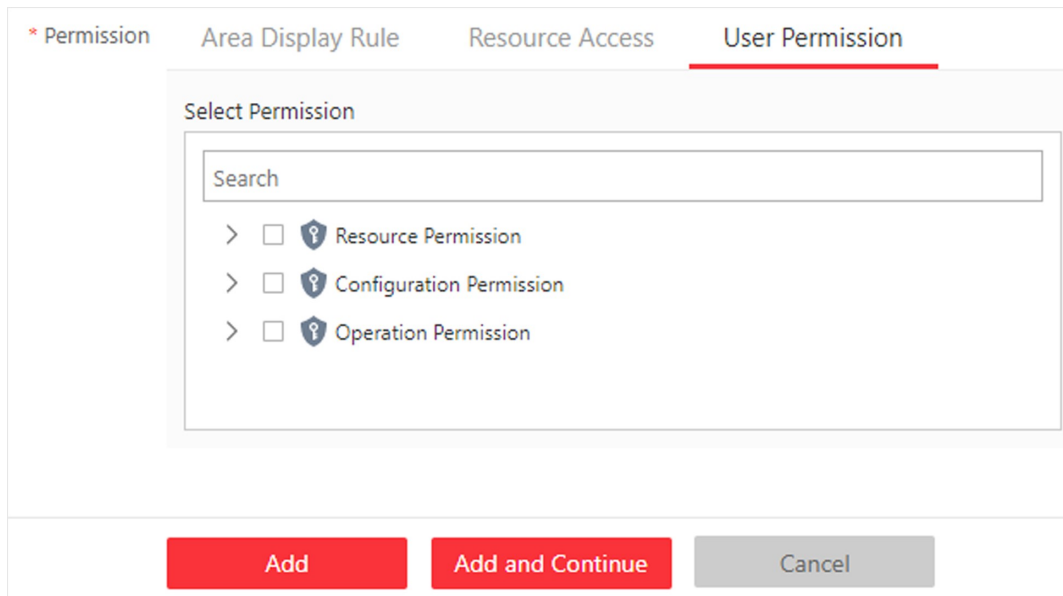 * Permission Area Display Rule Resource Access User Permission
Select Permission
Search
Resource Permission
Configuration Permission
Operation Permission
Add Add and Continue Cancel